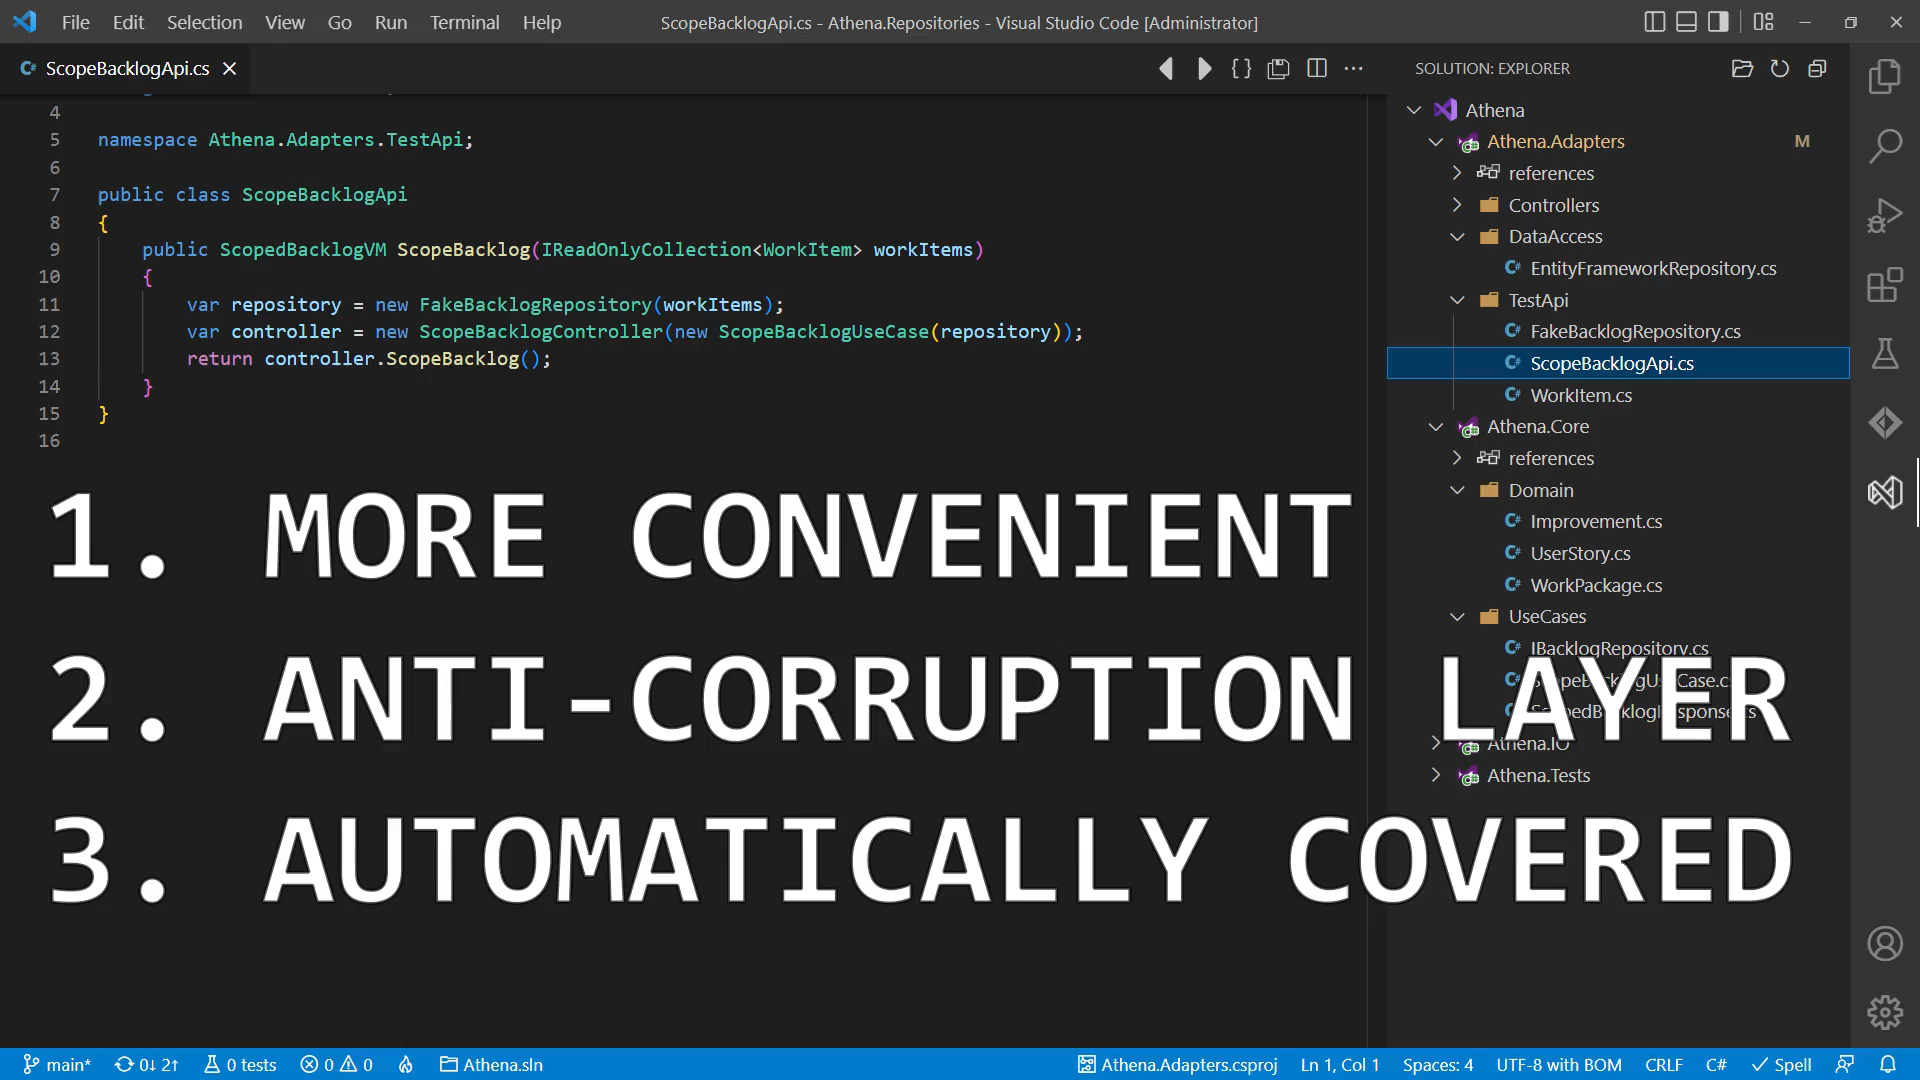 File Edit Selection View Go Run Terminal Help
ScopeBacklogApi.cs - Athena.Repositories - Visual Studio Code [Administrator]
ScopeBacklogApi.cs
SOLUTION: EXPLORER
4
5 namespace Athena.Adapters.TestApi;
6
7 public class ScopeBacklogApi
8 {
9 public ScopedBacklogVM ScopeBacklog(IReadOnlyCollection<WorkItem> workItems)
10 {
11 var repository = new FakeBacklogRepository(workItems);
12 var controller = new ScopeBacklogController(new ScopeBacklogUseCase(repository));
13 return controller.ScopeBacklog();
14 }
15 }
16
1. MORE CONVENIENT
2. ANTI-CORRUPTION LAYER
3. AUTOMATICALLY COVERED
Athena
Athena.Adapters M
references
Controllers
DataAccess
C# EntityFrameworkRepository.cs
TestApi
C# FakeBacklogRepository.cs
C# ScopeBacklogApi.cs
C# WorkItem.cs
Athena.Core
references
Domain
C# Improvement.cs
C# UserStory.cs
C# WorkPackage.cs
UseCases
C# IBacklogRepository.cs
Athena.IO
Athena.Tests
main* 0↓ 2↑ 0 tests 0 0 Athena.sln
Athena.Adapters.csproj Ln 1, Col 1 Spaces: 4 UTF-8 with BOM CRLF C# Spell